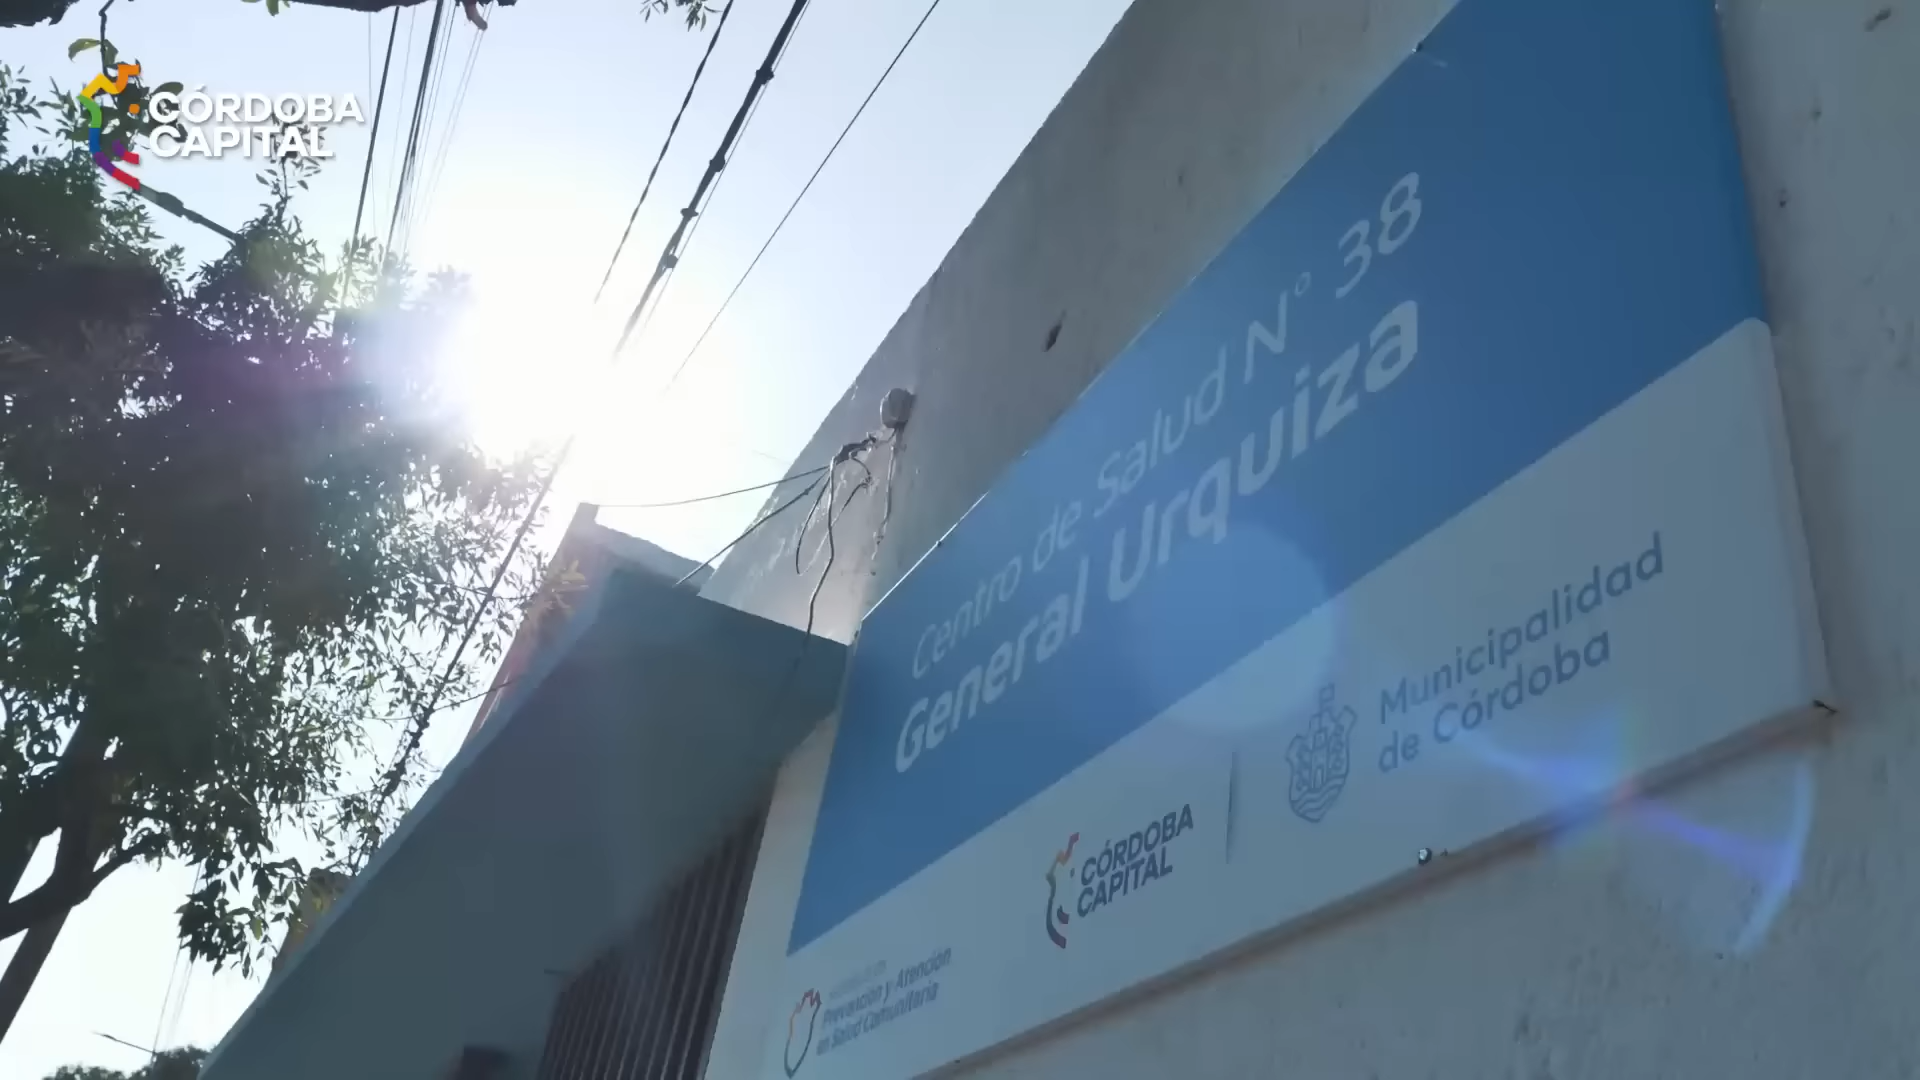 CÓRDOBA
CAPITAL
Centro de Salud N° 38
General Urquiza
Municipalidad
de Córdoba
CÓRDOBA
CAPITAL
Prevención y Atención
en Salud Comunitaria